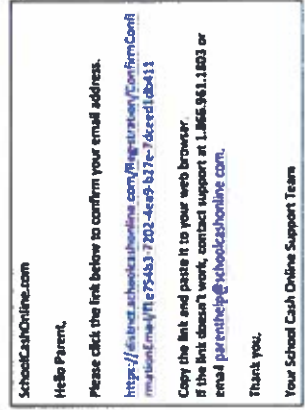 SchoolCashOnline.com
Hello Parent,
Please click the link below to confirm your email address.
https://district.schoolcashonline.com/Registration/ConfirmConfi
Copy the link and paste it to your web browser.
If the link doesn't work, contact support at 1.866.961.1803 or
email parenthelp@schoolcashonline.com.
Thank you,
Your School Cash Online Support Team